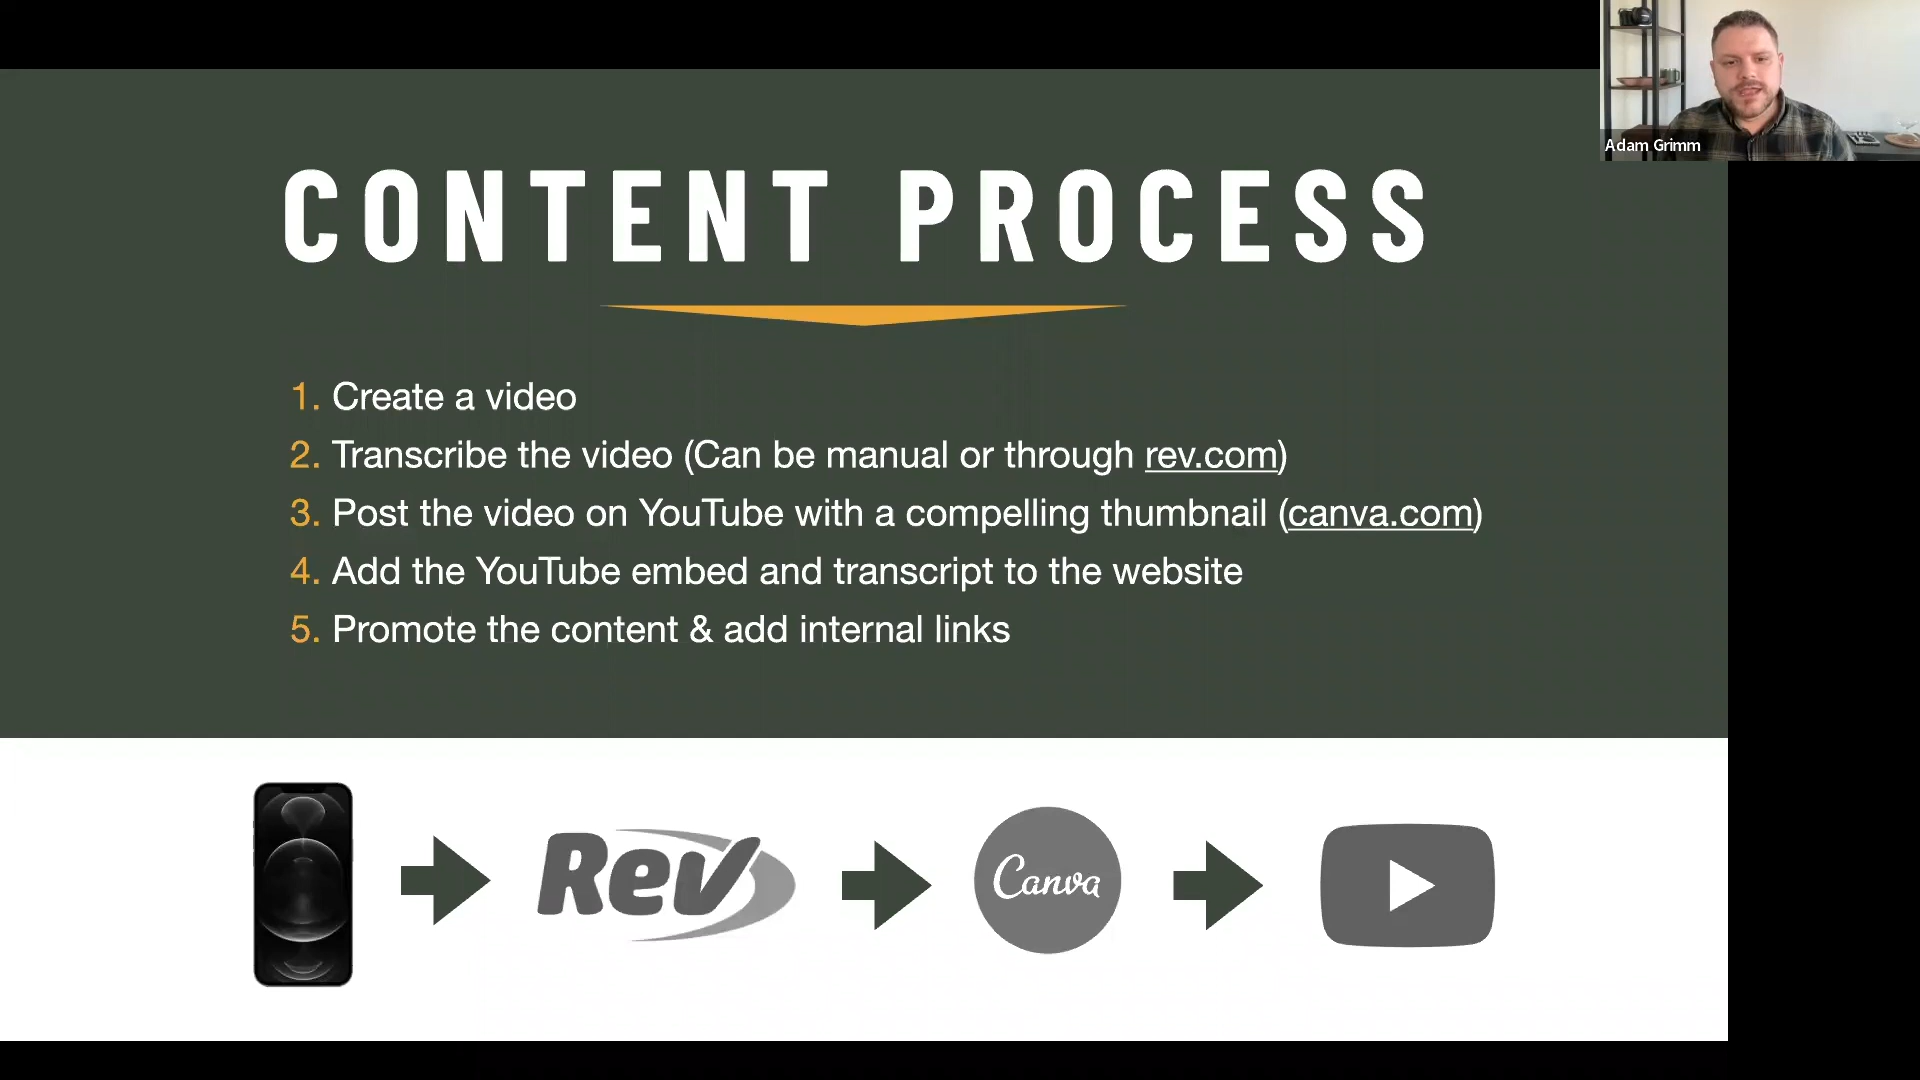 Adam Grimm
CONTENT PROCESS
1. Create a video
2. Transcribe the video (Can be manual or through rev.com)
3. Post the video on YouTube with a compelling thumbnail (canva.com)
4. Add the YouTube embed and transcript to the website
5. Promote the content & add internal links
Rev
Canva